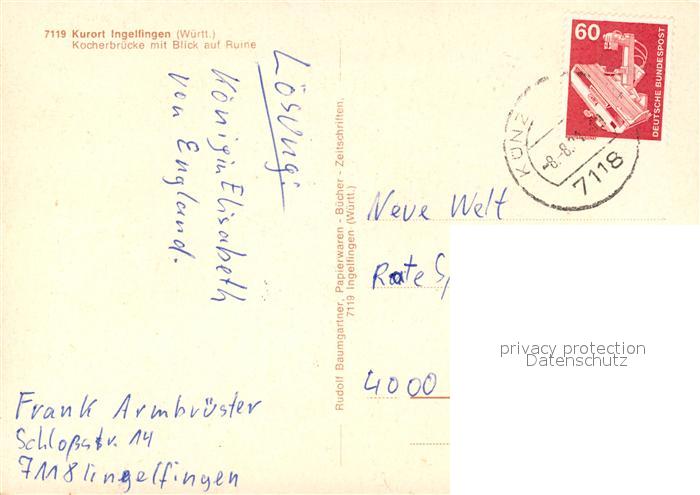 7119 Kurort Ingelfingen (Württ.)
Kocherbrücke mit Blick auf Ruine
Lösung:
Königin Elisabeth
von England.
Frank Armbrüster
Schloßstr. 14
7118 Ingelfingen
Rudolf Baumgartner, Papierwaren - Bücher - Zeitschriften,
7119 Ingelfingen (Württ.)
60
DEUTSCHE BUNDESPOST
KÜNZ
-8.-8.
7118
Neue Welt
Rate
4000
privacy protection
Datenschutz